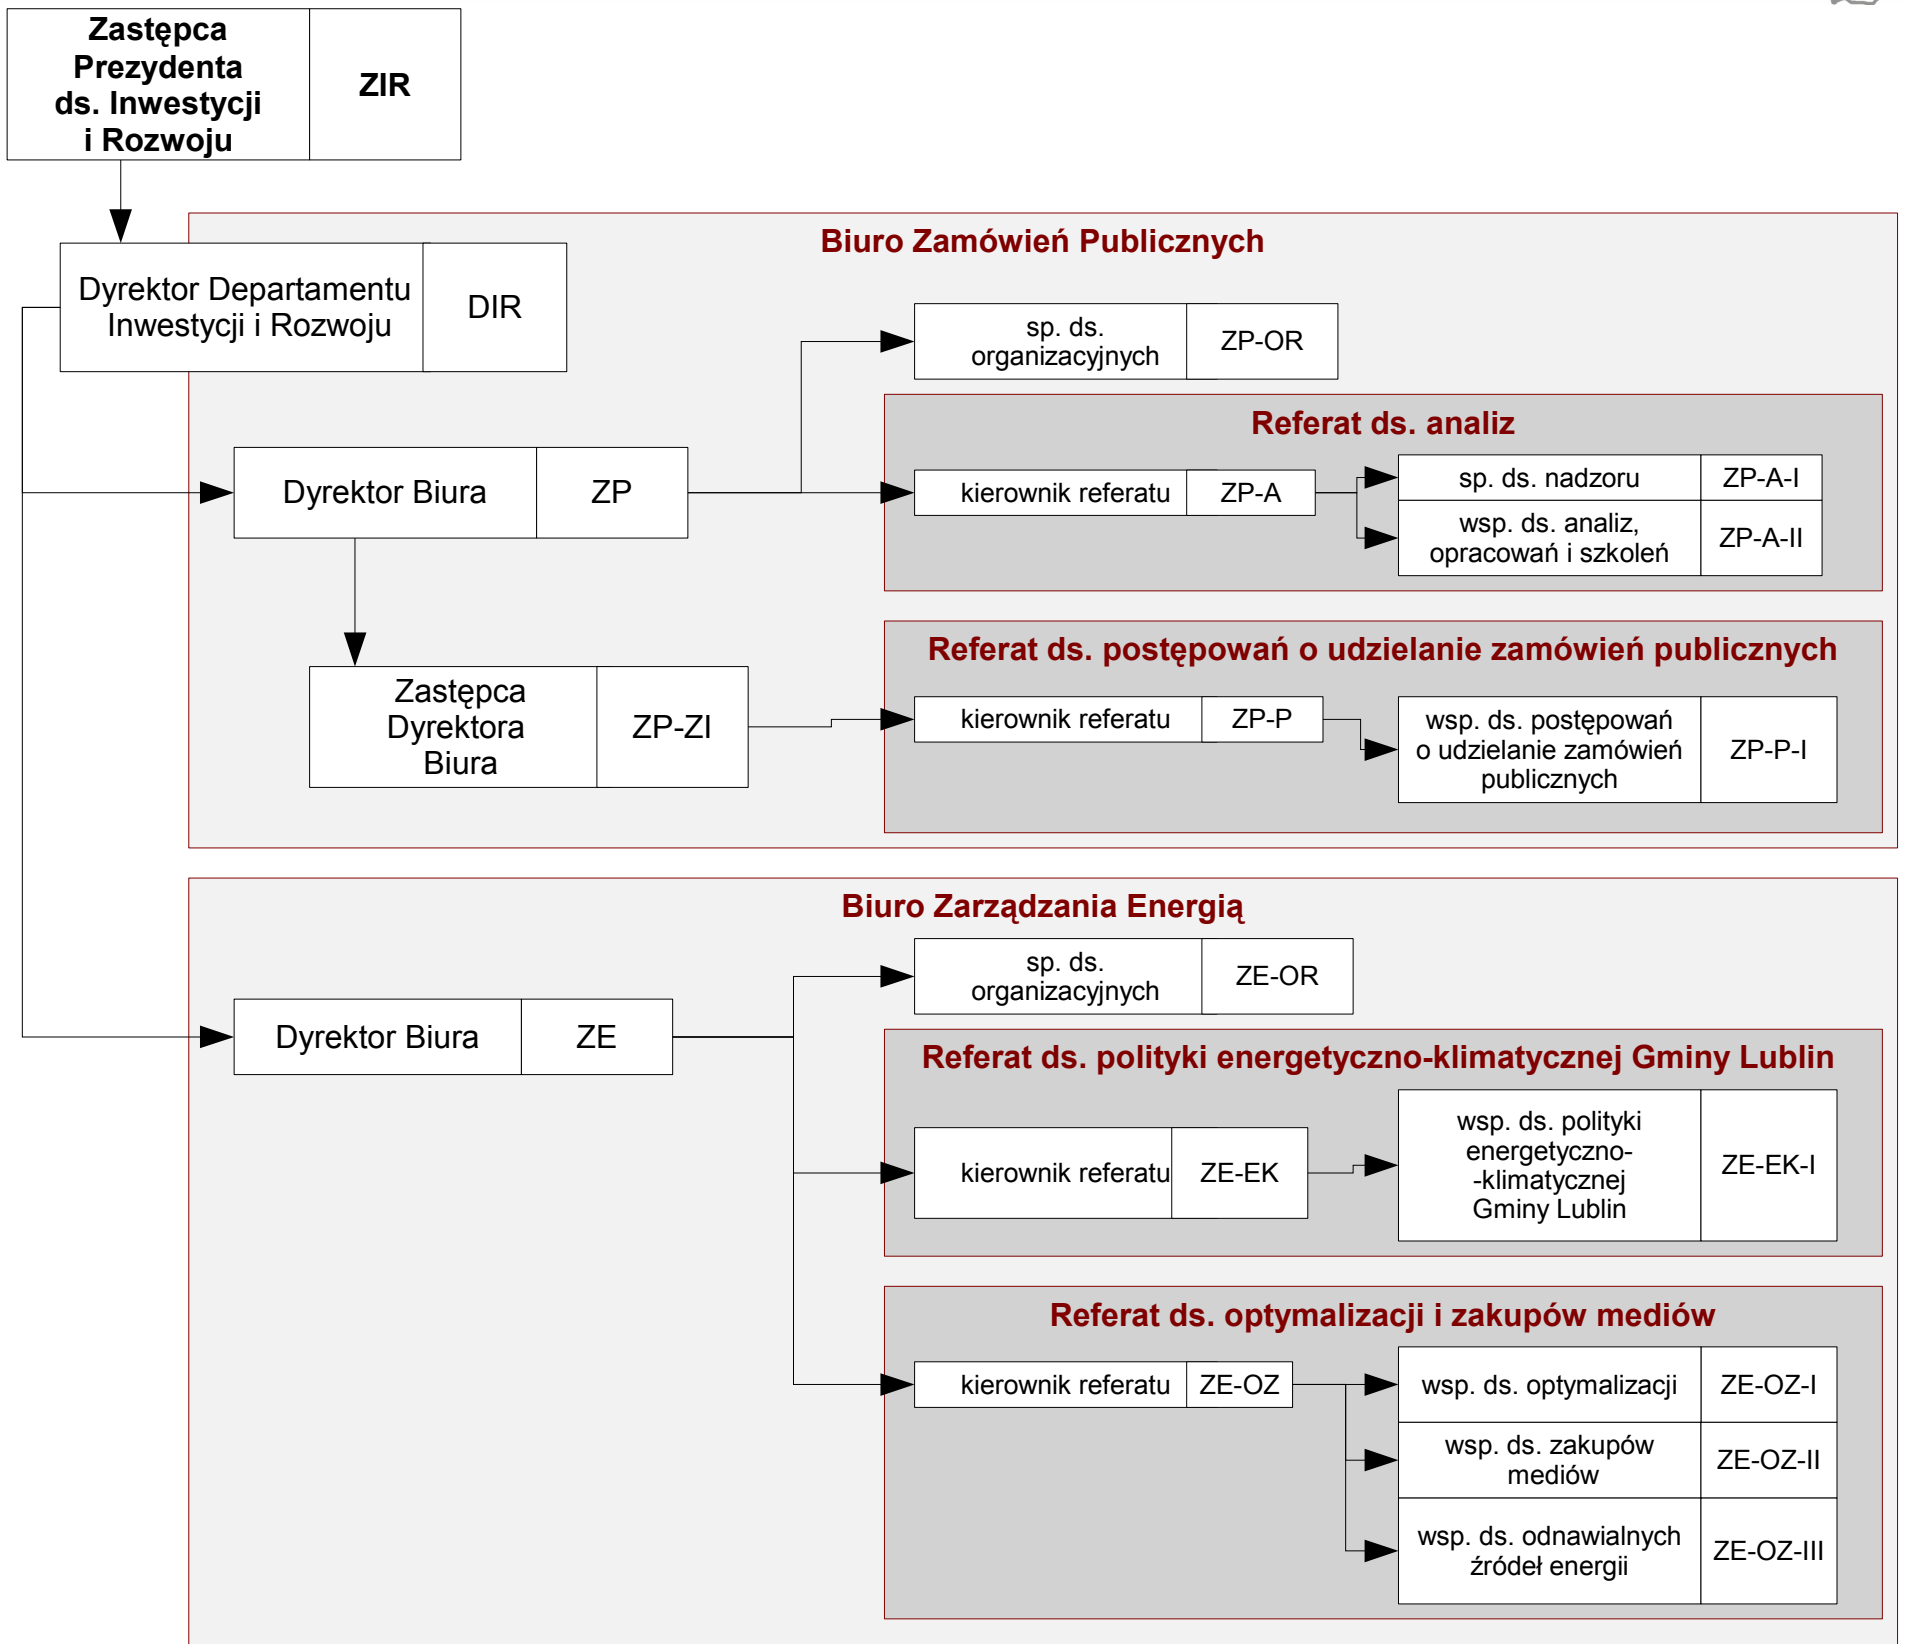 Zastępca
Prezydenta
ds. Inwestycji
i Rozwoju
ZIR
Biuro Zamówień Publicznych
Dyrektor Departamentu
Inwestycji i Rozwoju
DIR
sp. ds.
organizacyjnych
ZP-OR
Referat ds. analiz
Dyrektor Biura
ZP
kierownik referatu
ZP-A
sp. ds. nadzoru
ZP-A-I
wsp. ds. analiz,
opracowań i szkoleń
ZP-A-II
Referat ds. postępowań o udzielanie zamówień publicznych
Zastępca
Dyrektora
Biura
ZP-ZI
kierownik referatu
ZP-P
wsp. ds. postępowań
o udzielanie zamówień
publicznych
ZP-P-I
Biuro Zarządzania Energią
sp. ds.
organizacyjnych
ZE-OR
Dyrektor Biura
ZE
Referat ds. polityki energetyczno-klimatycznej Gminy Lublin
kierownik referatu
ZE-EK
wsp. ds. polityki
energetyczno-
-klimatycznej
Gminy Lublin
ZE-EK-I
Referat ds. optymalizacji i zakupów mediów
kierownik referatu
ZE-OZ
wsp. ds. optymalizacji
ZE-OZ-I
wsp. ds. zakupów
mediów
ZE-OZ-II
wsp. ds. odnawialnych
źródeł energii
ZE-OZ-III